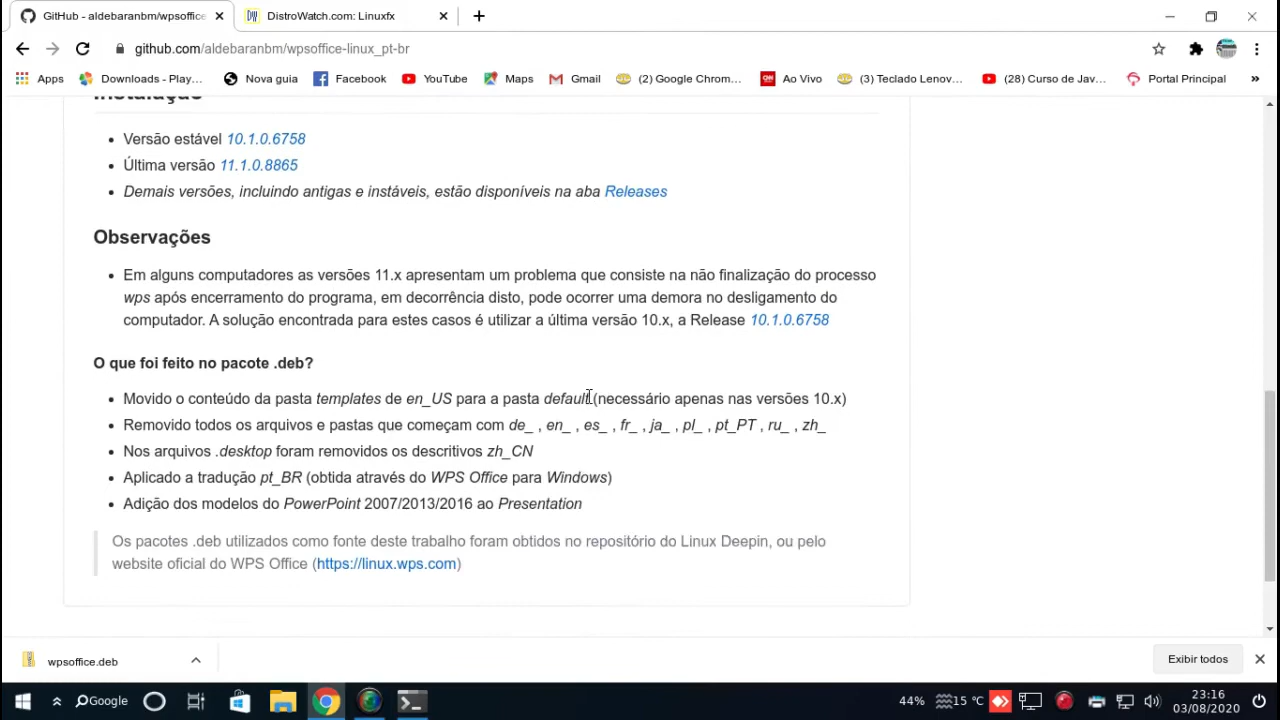 GitHub - aldebaranbm/wpsoffice
DistroWatch.com: Linuxfx
github.com/aldebaranbm/wpsoffice-linux_pt-br
Apps
Downloads - Play...
Nova guia
Facebook
YouTube
Maps
Gmail
(2) Google Chrom...
Ao Vivo
(3) Teclado Lenov...
(28) Curso de Jav...
Portal Principal
»
Instalação
• Versão estável 10.1.0.6758
• Última versão 11.1.0.8865
• Demais versões, incluindo antigas e instáveis, estão disponíveis na aba Releases
Observações
• Em alguns computadores as versões 11.x apresentam um problema que consiste na não finalização do processo
wps após encerramento do programa, em decorrência disto, pode ocorrer uma demora no desligamento do
computador. A solução encontrada para estes casos é utilizar a última versão 10.x, a Release 10.1.0.6758
O que foi feito no pacote .deb?
• Movido o conteúdo da pasta templates de en_US para a pasta default (necessário apenas nas versões 10.x)
• Removido todos os arquivos e pastas que começam com de_ , en_ , es_ , fr_ , ja_ , pl_ , pt_PT , ru_ , zh_
• Nos arquivos .desktop foram removidos os descritivos zh_CN
• Aplicado a tradução pt_BR (obtida através do WPS Office para Windows)
• Adição dos modelos do PowerPoint 2007/2013/2016 ao Presentation
Os pacotes .deb utilizados como fonte deste trabalho foram obtidos no repositório do Linux Deepin, ou pelo
website oficial do WPS Office (https://linux.wps.com)
wpsoffice.deb
Exibir todos
Google
44%
15 °C
23:16
03/08/2020